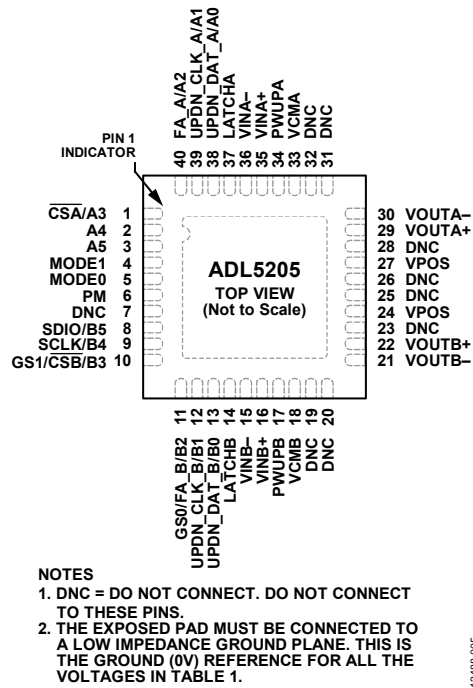 40 FA_A/A2
39 UPDN_CLK_A/A1
38 UPDN_DAT_A/A0
37 LATCHA
36 VINA–
35 VINA+
34 PWUPA
33 VCMA
32 DNC
31 DNC
PIN 1
INDICATOR
CSA/A3 1
A4 2
A5 3
MODE1 4
MODE0 5
PM 6
DNC 7
SDIO/B5 8
SCLK/B4 9
GS1/CSB/B3 10
ADL5205
TOP VIEW
(Not to Scale)
30 VOUTA–
29 VOUTA+
28 DNC
27 VPOS
26 DNC
25 DNC
24 VPOS
23 DNC
22 VOUTB+
21 VOUTB–
GS0/FA_B/B2 11
UPDN_CLK_B/B1 12
UPDN_DAT_B/B0 13
LATCHB 14
VINB– 15
VINB+ 16
PWUPB 17
VCMB 18
DNC 19
DNC 20
NOTES
1. DNC = DO NOT CONNECT. DO NOT CONNECT
TO THESE PINS.
2. THE EXPOSED PAD MUST BE CONNECTED TO
A LOW IMPEDANCE GROUND PLANE. THIS IS
THE GROUND (0V) REFERENCE FOR ALL THE
VOLTAGES IN TABLE 1.